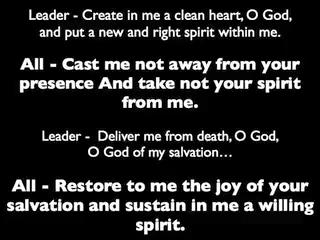 Leader - Create in me a clean heart, O God,
and put a new and right spirit within me.
All - Cast me not away from your
presence And take not your spirit
from me.
Leader -  Deliver me from death, O God,
O God of my salvation...
All - Restore to me the joy of your
salvation and sustain in me a willing
spirit.